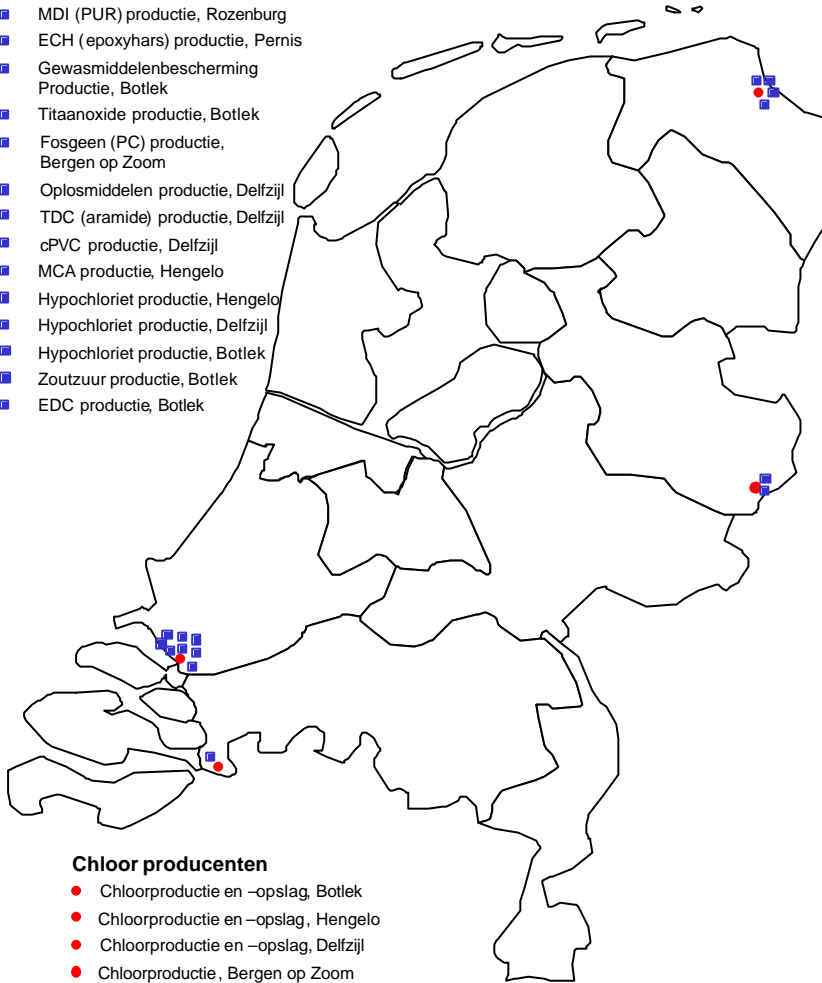 MDI (PUR) productie, Rozenburg
ECH (epoxyhars) productie, Pernis
Gewasmiddelenbescherming
Productie, Botlek
Titaanoxide productie, Botlek
Fosgeen (PC) productie,
Bergen op Zoom
Oplosmiddelen productie, Delfzijl
TDC (aramide) productie, Delfzijl
cPVC productie, Delfzijl
MCA productie, Hengelo
Hypochloriet productie, Hengelo
Hypochloriet productie, Delfzijl
Hypochloriet productie, Botlek
Zoutzuur productie, Botlek
EDC productie, Botlek
Chloor producenten
Chloorproductie en –opslag, Botlek
Chloorproductie en –opslag, Hengelo
Chloorproductie en –opslag, Delfzijl
Chloorproductie, Bergen op Zoom